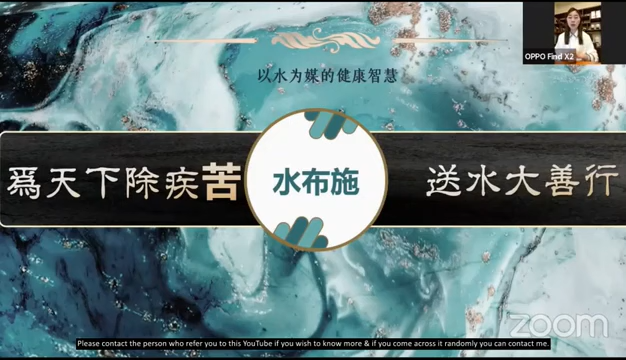 OPPO Find X2
以水为媒的健康智慧
爲天下除疾苦
水布施
送水大善行
zoom
Please contact the person who refer you to this YouTube if you wish to know more & if you come across it randomly you can contact me.